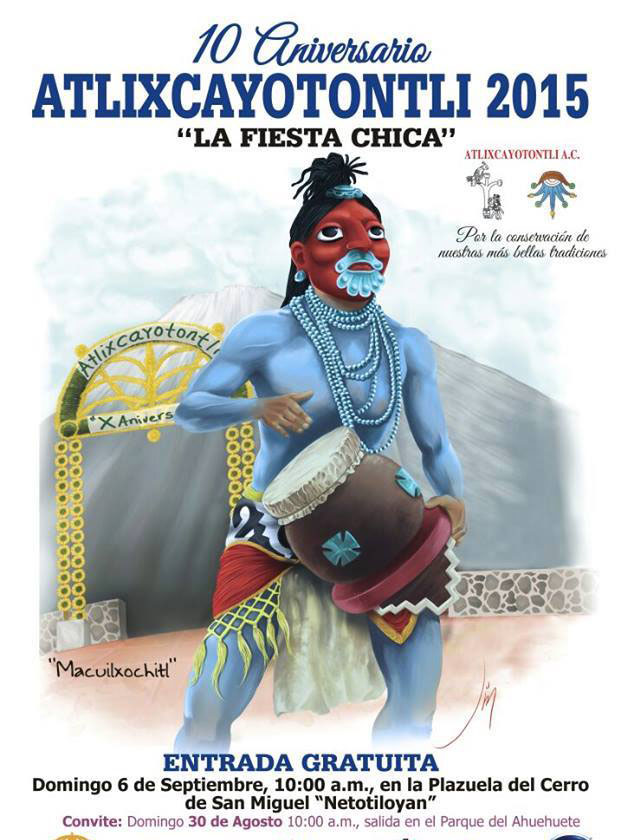 10 Aniversario
ATLIXCAYOTONTLI 2015
“LA FIESTA CHICA”
ATLIXCAYOTONTLI A.C.
Por la conservación de
nuestras más bellas tradiciones
Atlixcayotontli
"X Anivers
"Macuilxochitl"
ENTRADA GRATUITA
Domingo 6 de Septiembre, 10:00 a.m., en la Plazuela del Cerro
de San Miguel “Netotiloyan”
Convite: Domingo 30 de Agosto 10:00 a.m., salida en el Parque del Ahuehuete